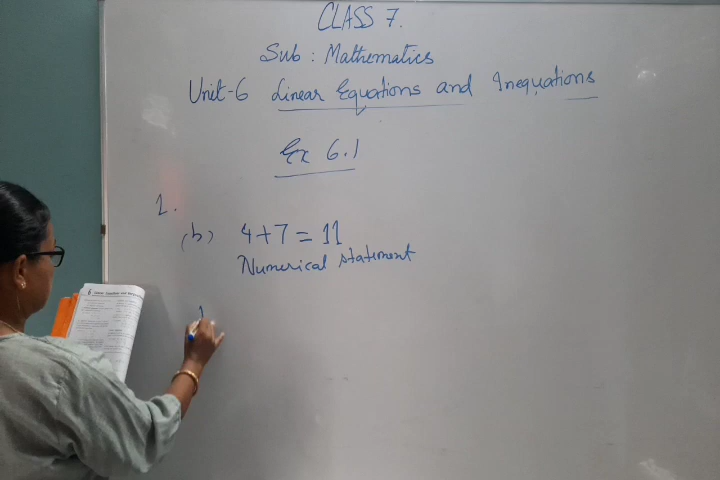 CLASS 7.
Sub : Mathematics
Unit-6 Linear Equations and Inequations
Ex 6.1
1.
(b) 4+7=11
Numerical statement